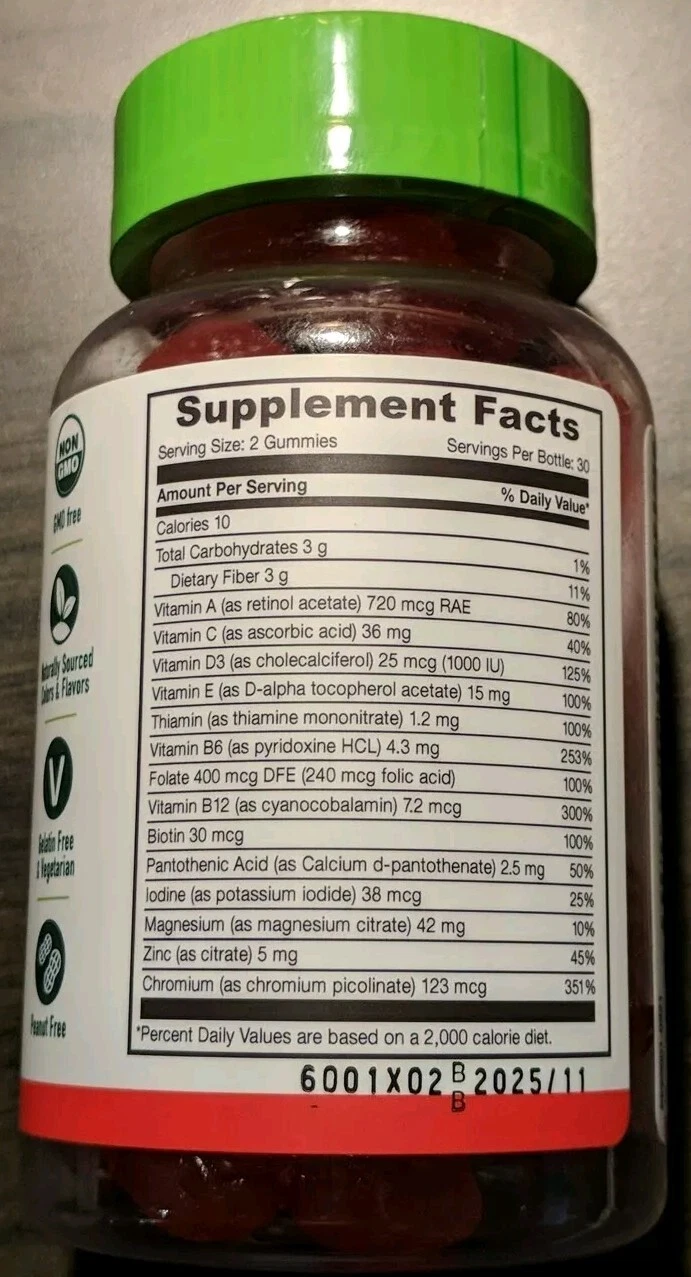 Supplement Facts
Serving Size: 2 Gummies Servings Per Bottle: 30
Amount Per Serving % Daily Value*
Calories 10
Total Carbohydrates 3 g 1%
Dietary Fiber 3 g 11%
Vitamin A (as retinol acetate) 720 mcg RAE 80%
Vitamin C (as ascorbic acid) 36 mg 40%
Vitamin D3 (as cholecalciferol) 25 mcg (1000 IU) 125%
Vitamin E (as D-alpha tocopherol acetate) 15 mg 100%
Thiamin (as thiamine mononitrate) 1.2 mg 100%
Vitamin B6 (as pyridoxine HCL) 4.3 mg 253%
Folate 400 mcg DFE (240 mcg folic acid) 100%
Vitamin B12 (as cyanocobalamin) 7.2 mcg 300%
Biotin 30 mcg 100%
Pantothenic Acid (as Calcium d-pantothenate) 2.5 mg 50%
Iodine (as potassium iodide) 38 mcg 25%
Magnesium (as magnesium citrate) 42 mg 10%
Zinc (as citrate) 5 mg 45%
Chromium (as chromium picolinate) 123 mcg 351%
*Percent Daily Values are based on a 2,000 calorie diet.
6001X02 B 2025/11
B
NON
GMO
GMO free
Sourced
& Flavors
V
Gelatin Free
& Vegetarian
Peanut Free